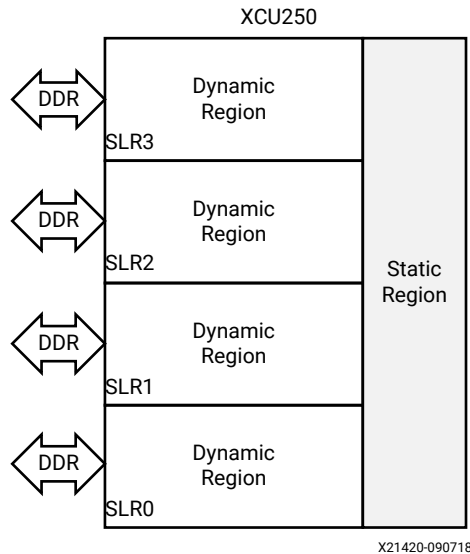 XCU250
DDR
Dynamic
Region
SLR3
DDR
Dynamic
Region
SLR2
Static
Region
DDR
Dynamic
Region
SLR1
DDR
Dynamic
Region
SLR0
X21420-090718